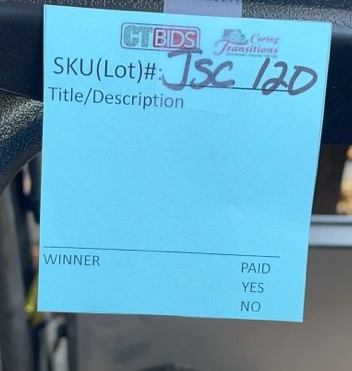 CTBIDS Caring Transitions
SKU(Lot)#: JSC 120
Title/Description
WINNER PAID
YES
NO